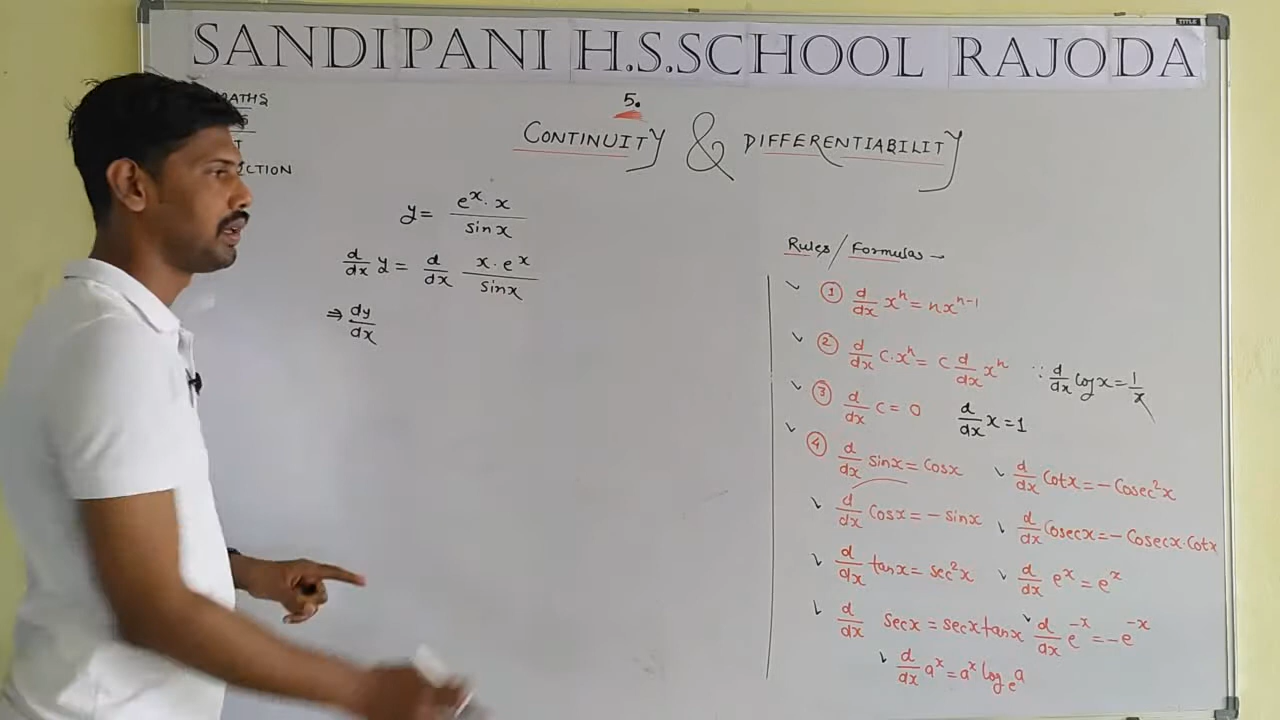 TITLE
SANDIPANI H.S.SCHOOL RAJODA
MATHS
5.
CONTINUITY & DIFFERENTIABILITY
y = e^x · x / sin x
d/dx y = d/dx x · e^x / sin x
⇒ dy/dx
Rules / Formulas –
① d/dx x^n = n x^(n-1)
② d/dx C·x^n = C d/dx x^n ∵ d/dx log x = 1/x
③ d/dx C = 0 d/dx x = 1
④ d/dx sin x = Cos x d/dx Cot x = – Cosec²x
d/dx Cos x = – sin x d/dx Cosec x = – Cosec x · Cot x
d/dx tan x = sec²x d/dx e^x = e^x
d/dx sec x = sec x tan x d/dx e^-x = – e^-x
d/dx a^x = a^x log_e a